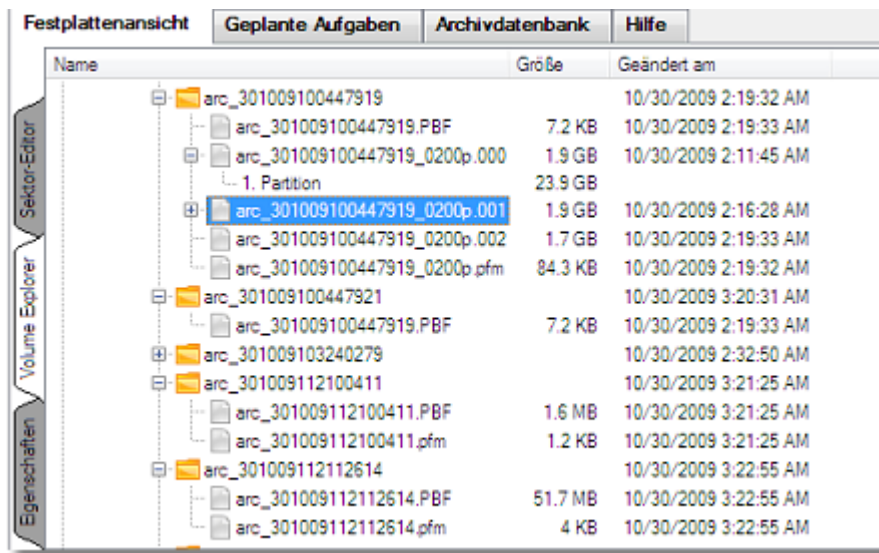 Festplattenansicht Geplante Aufgaben Archivdatenbank Hilfe
Name Größe Geändert am
arc_301009100447919 10/30/2009 2:19:32 AM
arc_301009100447919.PBF 7.2 KB 10/30/2009 2:19:33 AM
arc_301009100447919_0200p.000 1.9 GB 10/30/2009 2:11:45 AM
1. Partition 23.9 GB
arc_301009100447919_0200p.001 1.9 GB 10/30/2009 2:16:28 AM
arc_301009100447919_0200p.002 1.7 GB 10/30/2009 2:19:33 AM
arc_301009100447919_0200p.pfm 84.3 KB 10/30/2009 2:19:32 AM
arc_301009100447921 10/30/2009 3:20:31 AM
arc_301009100447919.PBF 7.2 KB 10/30/2009 2:19:33 AM
arc_301009103240279 10/30/2009 2:32:50 AM
arc_301009112100411 10/30/2009 3:21:25 AM
arc_301009112100411.PBF 1.6 MB 10/30/2009 3:21:25 AM
arc_301009112100411.pfm 1.2 KB 10/30/2009 3:21:25 AM
arc_301009112112614 10/30/2009 3:22:55 AM
arc_301009112112614.PBF 51.7 MB 10/30/2009 3:22:55 AM
arc_301009112112614.pfm 4 KB 10/30/2009 3:22:55 AM
Sektor-Editor
Volume Explorer
Eigenschaften